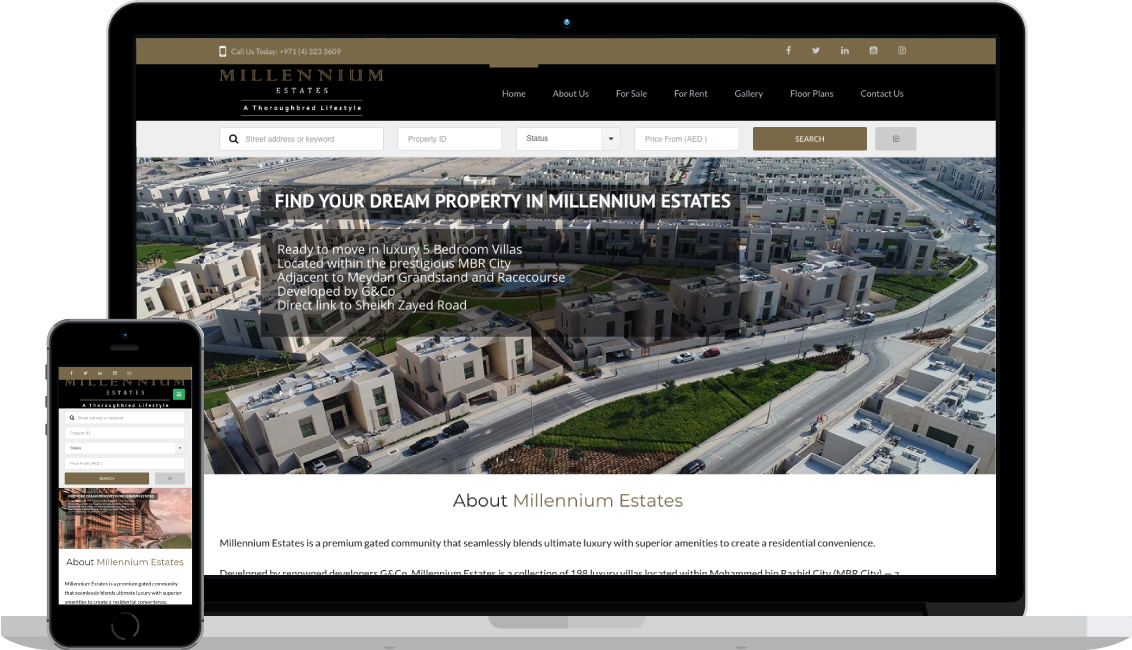 Call Us Today: +971 (4) 323 3609
MILLENNIUM
ESTATES
A Thoroughbred Lifestyle
Home About Us For Sale For Rent Gallery Floor Plans Contact Us
Street address or keyword Property ID Status Price From (AED ) SEARCH
FIND YOUR DREAM PROPERTY IN MILLENNIUM ESTATES
Ready to move in luxury 5 Bedroom Villas
Located within the prestigious MBR City
Adjacent to Meydan Grandstand and Racecourse
Developed by G&Co
Direct link to Sheikh Zayed Road
About Millennium Estates
Millennium Estates is a premium gated community that seamlessly blends ultimate luxury with superior amenities to create a residential convenience.
Developed by renowned developers G&Co, Millennium Estates is a collection of 198 luxury villas located within Mohammed bin Rashid City (MBR City) — a
MILLENNIUM
ESTATES
A Thoroughbred Lifestyle
Street address or keyword
Property ID
Status
Price From (AED )
SEARCH
FIND YOUR DREAM PROPERTY IN MILLENNIUM ESTATES
About Millennium Estates
Millennium Estates is a premium gated community
that seamlessly blends ultimate luxury with superior
amenities to create a residential convenience.